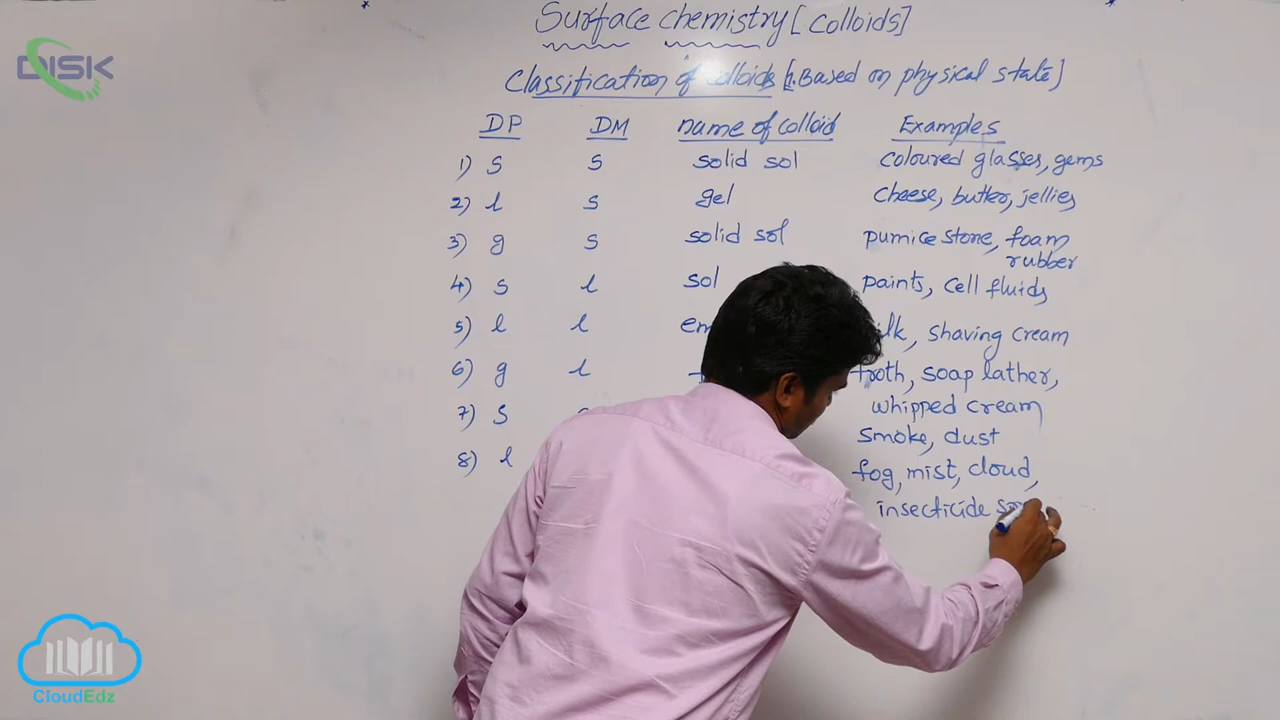 DISK
Surface chemistry [colloids]
Classification of colloids [1. Based on physical state]
DP DM name of colloid Examples
1) s s solid sol coloured glasses, gems
2) l s gel cheese, butter, jellies
3) g s solid sol pumice stone, foam
rubber
4) s l sol paints, cell fluids
5) l l shaving cream
6) g l froth, soap lather,
whipped cream
7) s smoke, dust
8) l fog, mist, cloud,
insecticide
CloudEdz